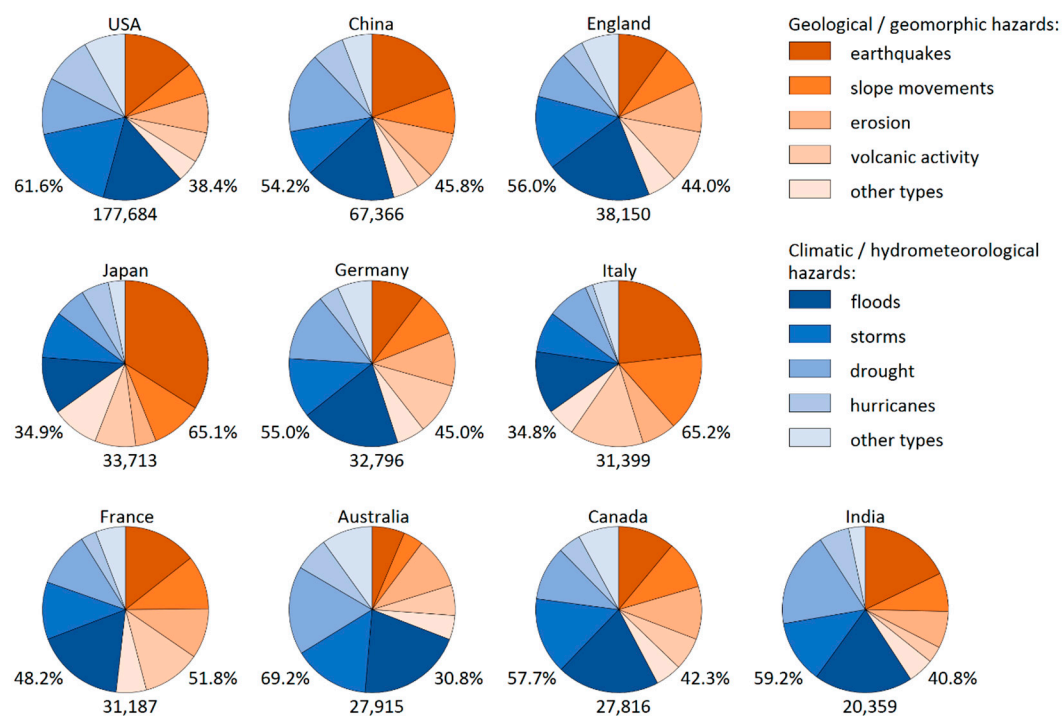 USA
61.6%
38.4%
177,684
China
54.2%
45.8%
67,366
England
56.0%
44.0%
38,150
Japan
34.9%
65.1%
33,713
Germany
55.0%
45.0%
32,796
Italy
34.8%
65.2%
31,399
France
48.2%
51.8%
31,187
Australia
69.2%
30.8%
27,915
Canada
57.7%
42.3%
27,816
India
59.2%
40.8%
20,359
Geological / geomorphic hazards:
earthquakes
slope movements
erosion
volcanic activity
other types
Climatic / hydrometeorological
hazards:
floods
storms
drought
hurricanes
other types